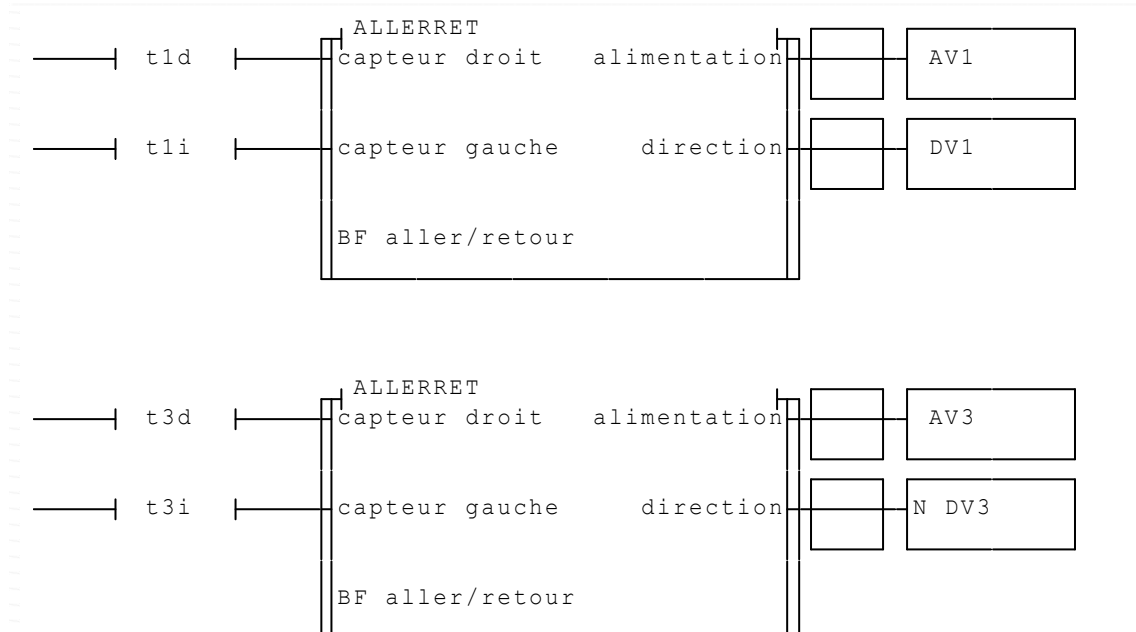 ALLERRET
t1d capteur droit alimentation AV1
t1i capteur gauche direction DV1
BF aller/retour
ALLERRET
t3d capteur droit alimentation AV3
t3i capteur gauche direction N DV3
BF aller/retour